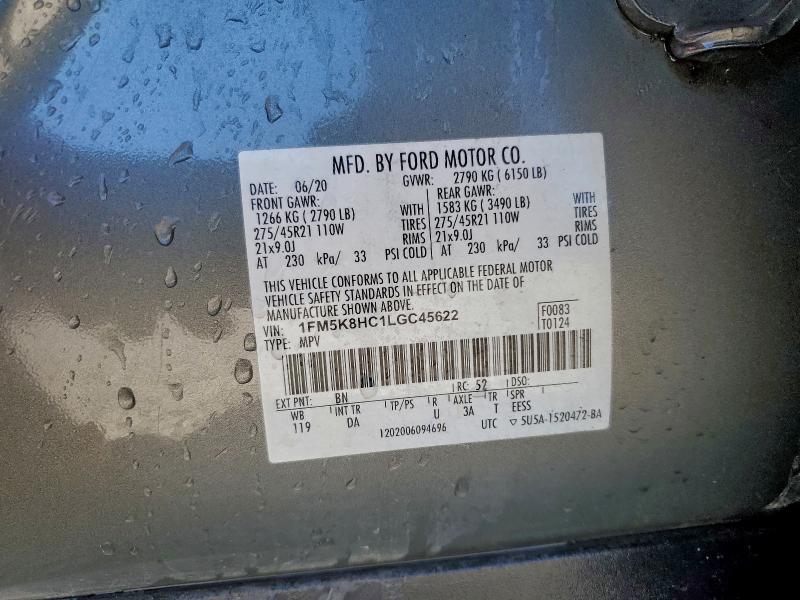 MFD. BY FORD MOTOR CO.
DATE: 06/20 GVWR: 2790 KG ( 6150 LB)
FRONT GAWR: REAR GAWR:
1266 KG ( 2790 LB) WITH 1583 KG ( 3490 LB) WITH
275/45R21 110W TIRES 275/45R21 110W TIRES
21x9.0J RIMS 21x9.0J RIMS
AT 230 kPa/ 33 PSI COLD AT 230 kPa/ 33 PSI COLD
THIS VEHICLE CONFORMS TO ALL APPLICABLE FEDERAL MOTOR
VEHICLE SAFETY STANDARDS IN EFFECT ON THE DATE OF
MANUFACTURE SHOWN ABOVE.
VIN: 1FM5K8HC1LGC45622 F0083
TYPE: MPV T0124
EXT PNT: BN RC: 52 DSO:
WB INT TR TP/PS R AXLE TR SPR
119 DA U 3A T EESS
1202006094696 UTC ▽ SU5A-1520472-BA